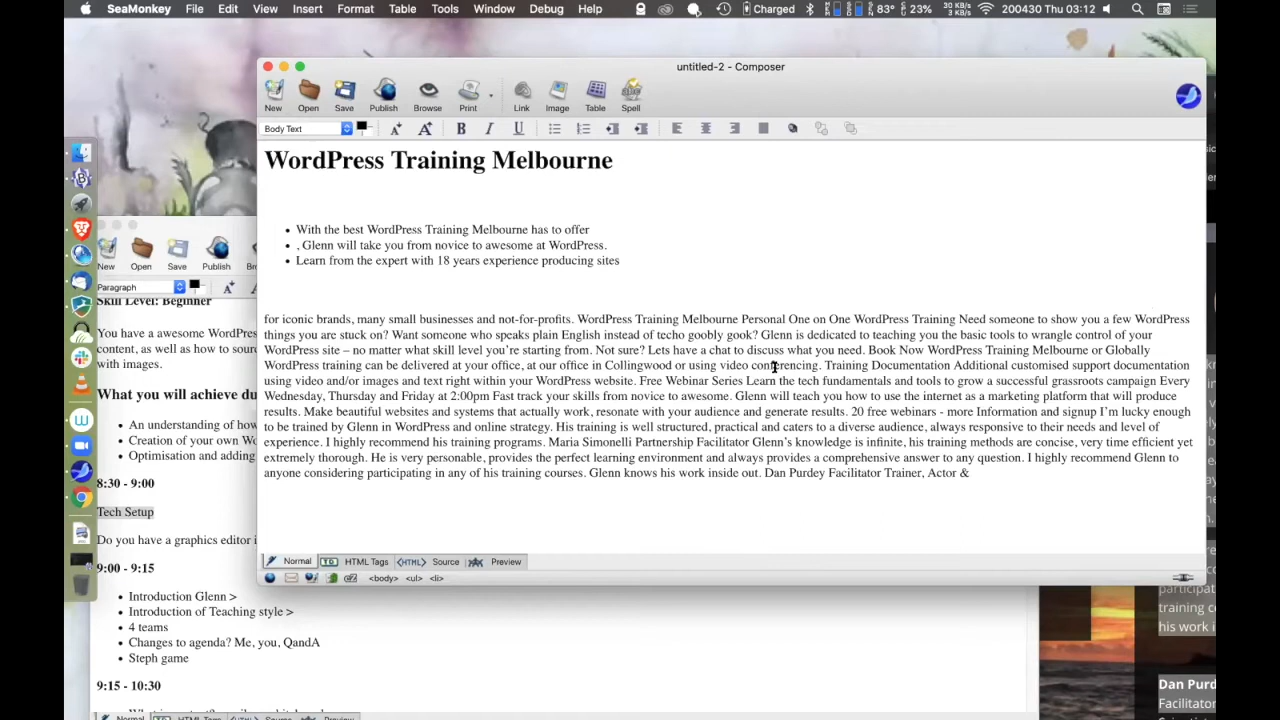 SeaMonkey File Edit View Insert Format Table Tools Window Debug Help Charged 83° 23% 30 KB/s 3 KB/s 200430 Thu 03:12
untitled-2 - Composer
New Open Save Publish Browse Print Link Image Table Spell
Body Text
WordPress Training Melbourne
• With the best WordPress Training Melbourne has to offer
• , Glenn will take you from novice to awesome at WordPress.
• Learn from the expert with 18 years experience producing sites
for iconic brands, many small businesses and not-for-profits. WordPress Training Melbourne Personal One on One WordPress Training Need someone to show you a few WordPress
things you are stuck on? Want someone who speaks plain English instead of techo goobly gook? Glenn is dedicated to teaching you the basic tools to wrangle control of your
WordPress site – no matter what skill level you're starting from. Not sure? Lets have a chat to discuss what you need. Book Now WordPress Training Melbourne or Globally
WordPress training can be delivered at your office, at our office in Collingwood or using video conferencing. Training Documentation Additional customised support documentation
using video and/or images and text right within your WordPress website. Free Webinar Series Learn the tech fundamentals and tools to grow a successful grassroots campaign Every
Wednesday, Thursday and Friday at 2:00pm Fast track your skills from novice to awesome. Glenn will teach you how to use the internet as a marketing platform that will produce
results. Make beautiful websites and systems that actually work, resonate with your audience and generate results. 20 free webinars - more Information and signup I'm lucky enough
to be trained by Glenn in WordPress and online strategy. His training is well structured, practical and caters to a diverse audience, always responsive to their needs and level of
experience. I highly recommend his training programs. Maria Simonelli Partnership Facilitator Glenn's knowledge is infinite, his training methods are concise, very time efficient yet
extremely thorough. He is very personable, provides the perfect learning environment and always provides a comprehensive answer to any question. I highly recommend Glenn to
anyone considering participating in any of his training courses. Glenn knows his work inside out. Dan Purdey Facilitator Trainer, Actor &
Normal HTML Tags Source Preview
<body> <ul> <li>
New Open Save Publish
Paragraph
Skill Level: Beginner
You have a awesome WordPres
content, as well as how to sourc
with images.
What you will achieve du
• An understanding of how
• Creation of your own Wo
• Optimisation and adding
8:30 - 9:00
Tech Setup
Do you have a graphics editor i
9:00 - 9:15
• Introduction Glenn >
• Introduction of Teaching style >
• 4 teams
• Changes to agenda? Me, you, QandA
• Steph game
9:15 - 10:30
Normal HTML Tags Source Preview
participat
training co
his work i
Dan Purd
Facilitator